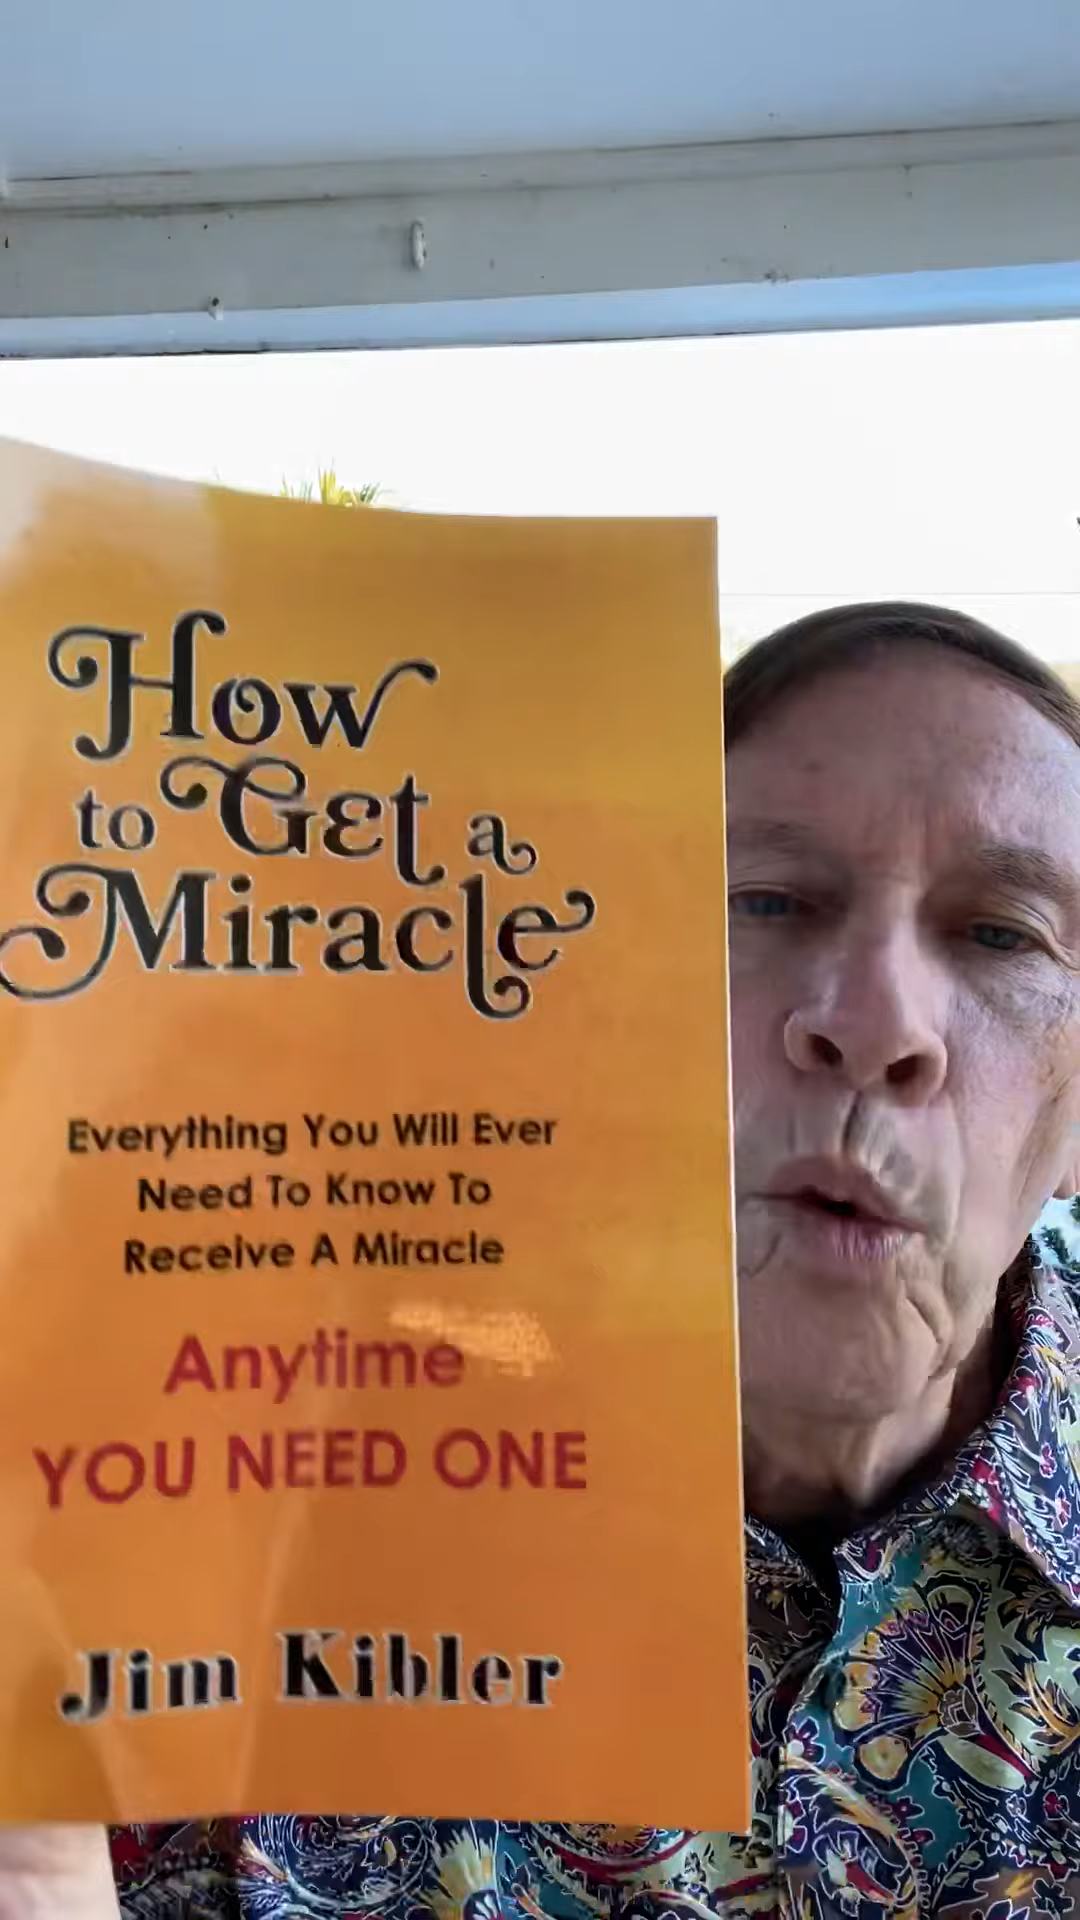 How
to Get a
Miracle
Everything You Will Ever
Need To Know To
Receive A Miracle
Anytime
YOU NEED ONE
Jim Kibler